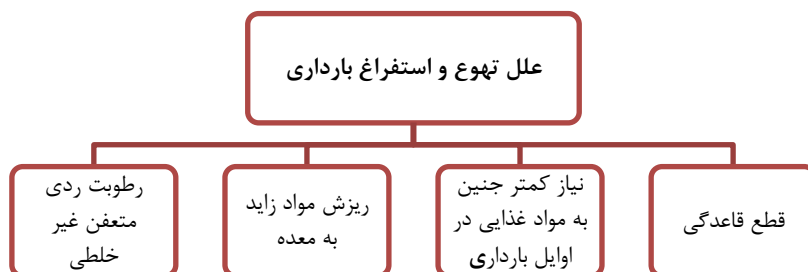 علل تهوع و استفراغ بارداری
قطع قاعدگی
نیاز کمتر جنین
به مواد غذایی در
اوایل بارداری
ریزش مواد زاید
به معده
رطوبت ردی
متعفن غیر
خلطی